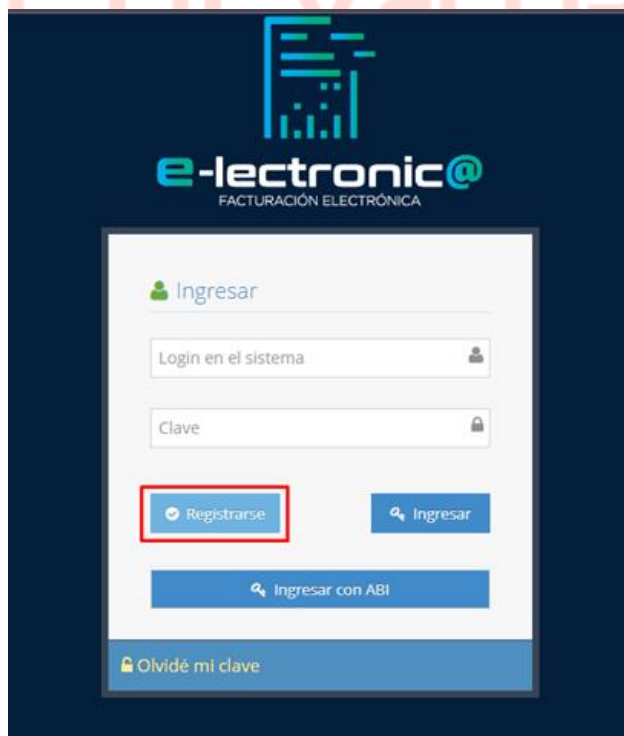 e-lectronic@
FACTURACIÓN ELECTRÓNICA
Ingresar
Login en el sistema
Clave
Registrarse
Ingresar
Ingresar con ABI
Olvidé mi clave